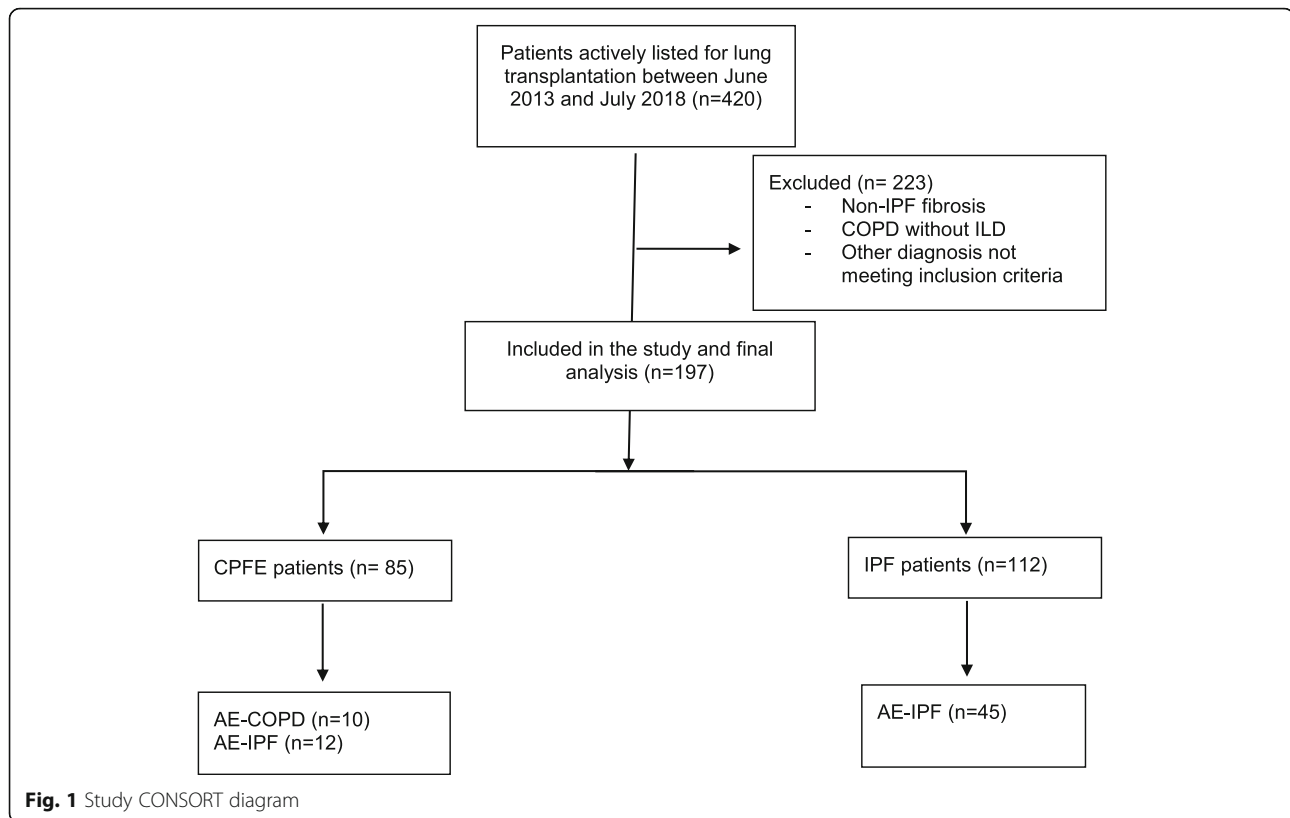 Patients actively listed for lung
transplantation between June
2013 and July 2018 (n=420)
Excluded (n= 223)
- Non-IPF fibrosis
- COPD without ILD
- Other diagnosis not
meeting inclusion criteria
Included in the study and final
analysis (n=197)
CPFE patients (n= 85)
IPF patients (n=112)
AE-COPD (n=10)
AE-IPF (n=12)
AE-IPF (n=45)
Fig. 1 Study CONSORT diagram